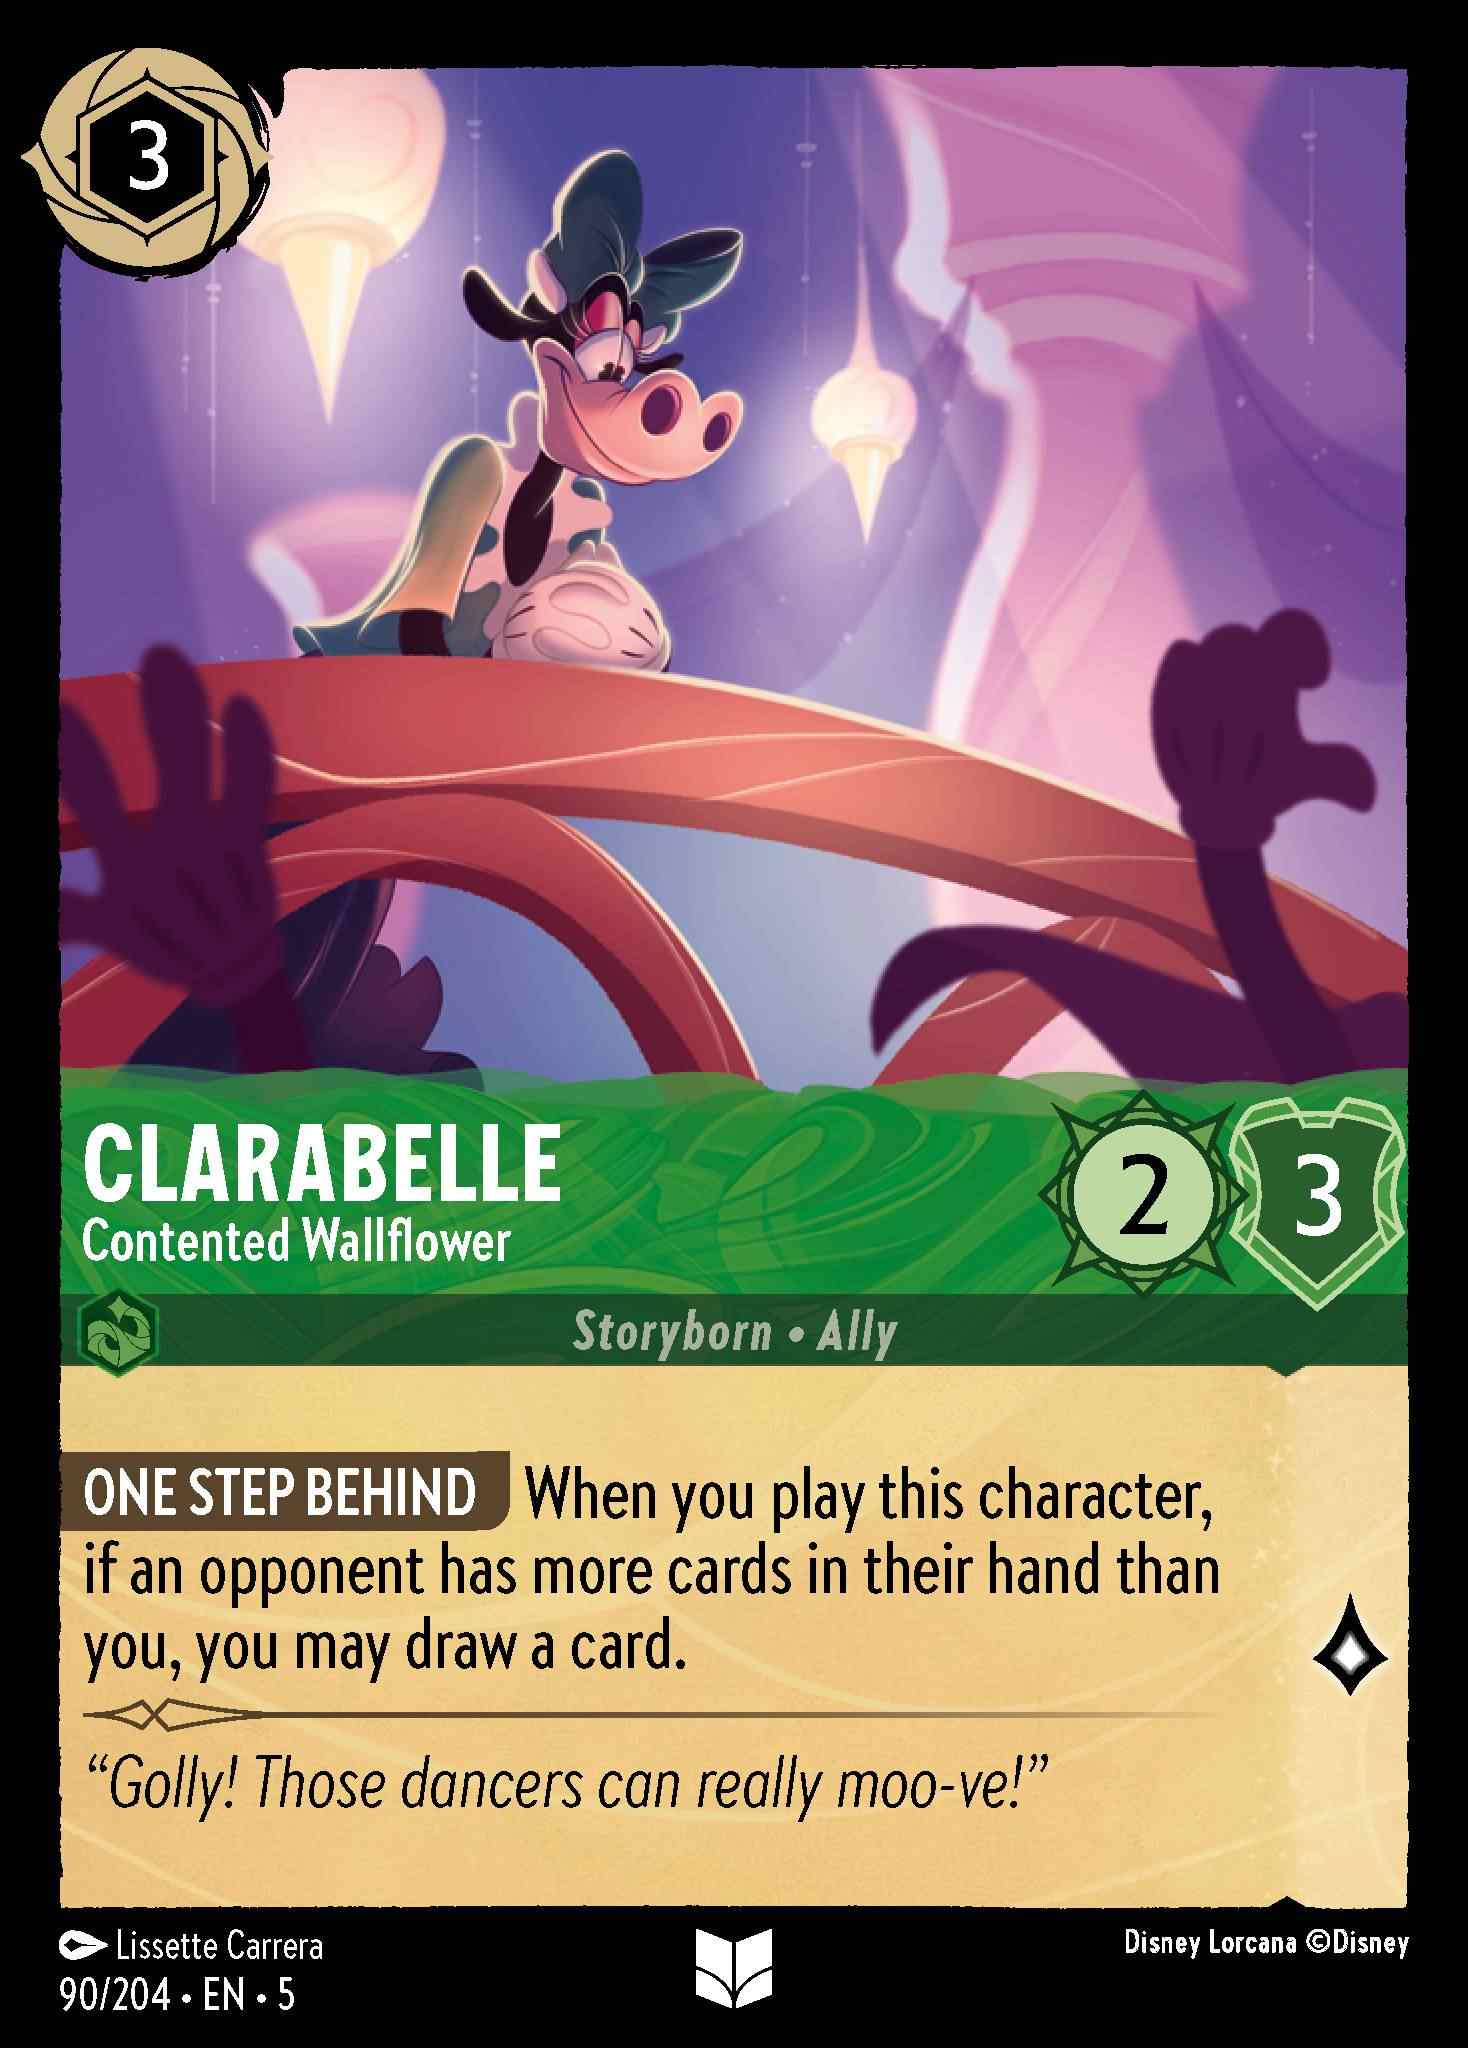 3
CLARABELLE
Contented Wallflower
2
3
Storyborn • Ally
ONE STEP BEHIND When you play this character,
if an opponent has more cards in their hand than
you, you may draw a card.
“Golly! Those dancers can really moo-ve!”
Lissette Carrera
90/204 • EN • 5
Disney Lorcana ©Disney